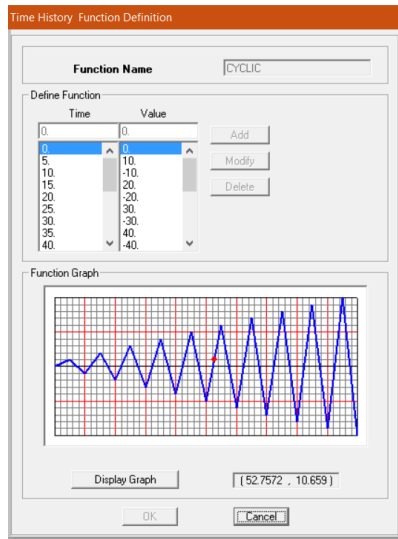 Time History Function Definition
Function Name
CYCLIC
Define Function
Time Value
0. 0.
Add
0. 0.
5. 10.
Modify
10. -10.
15. 20.
Delete
20. -20.
25. 30.
30. -30.
35. 40.
40. -40.
Function Graph
Display Graph
( 52.7572 , 10.659 )
OK
Cancel